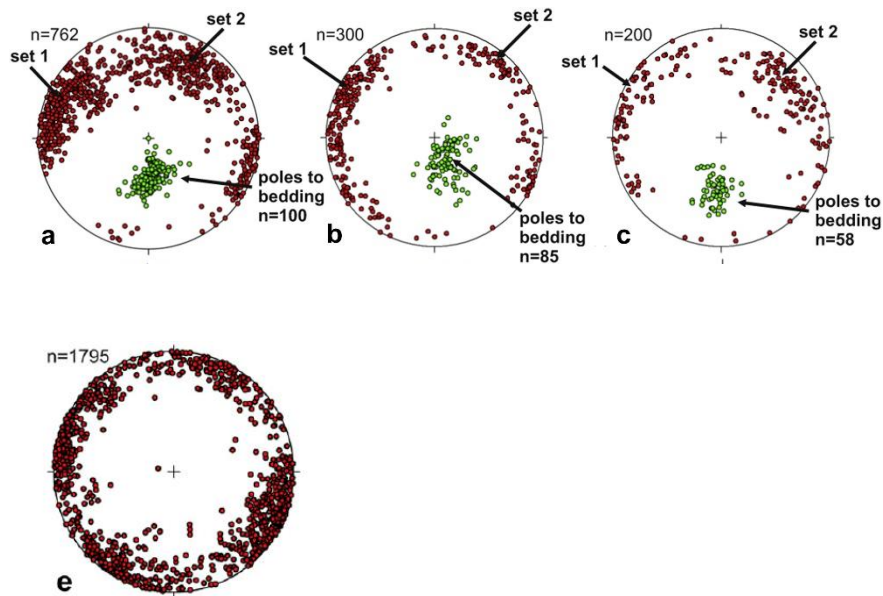 n=762
set 1
set 2
poles to
bedding
n=100
a
n=300
set 1
set 2
poles to
bedding
n=85
b
n=200
set 1
set 2
poles to
bedding
n=58
c
n=1795
e